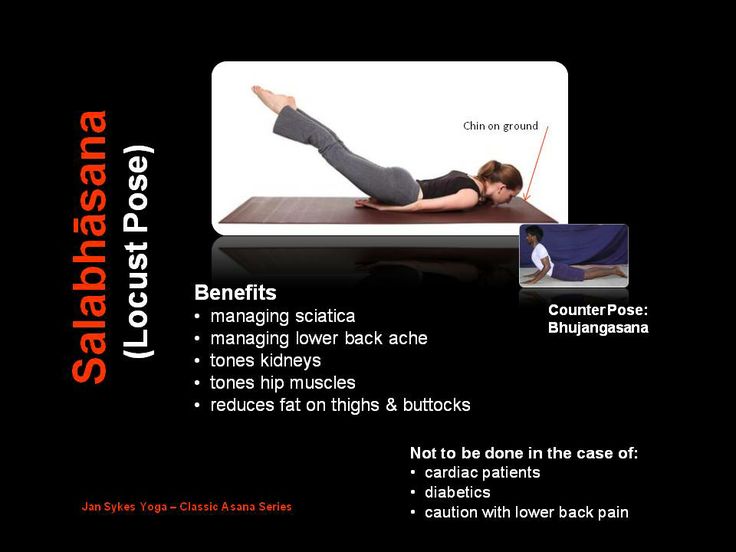 Salabhāsana
(Locust Pose)
Chin on ground
Counter Pose:
Bhujangasana
Benefits
• managing sciatica
• managing lower back ache
• tones kidneys
• tones hip muscles
• reduces fat on thighs & buttocks
Not to be done in the case of:
• cardiac patients
• diabetics
• caution with lower back pain
Jan Sykes Yoga – Classic Asana Series